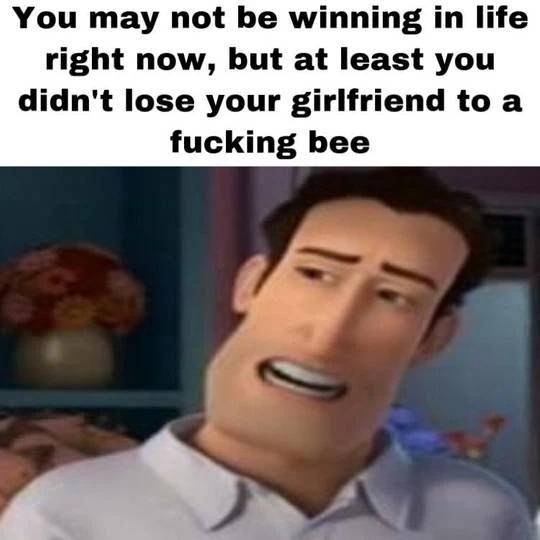 You may not be winning in life
right now, but at least you
didn't lose your girlfriend to a
fucking bee